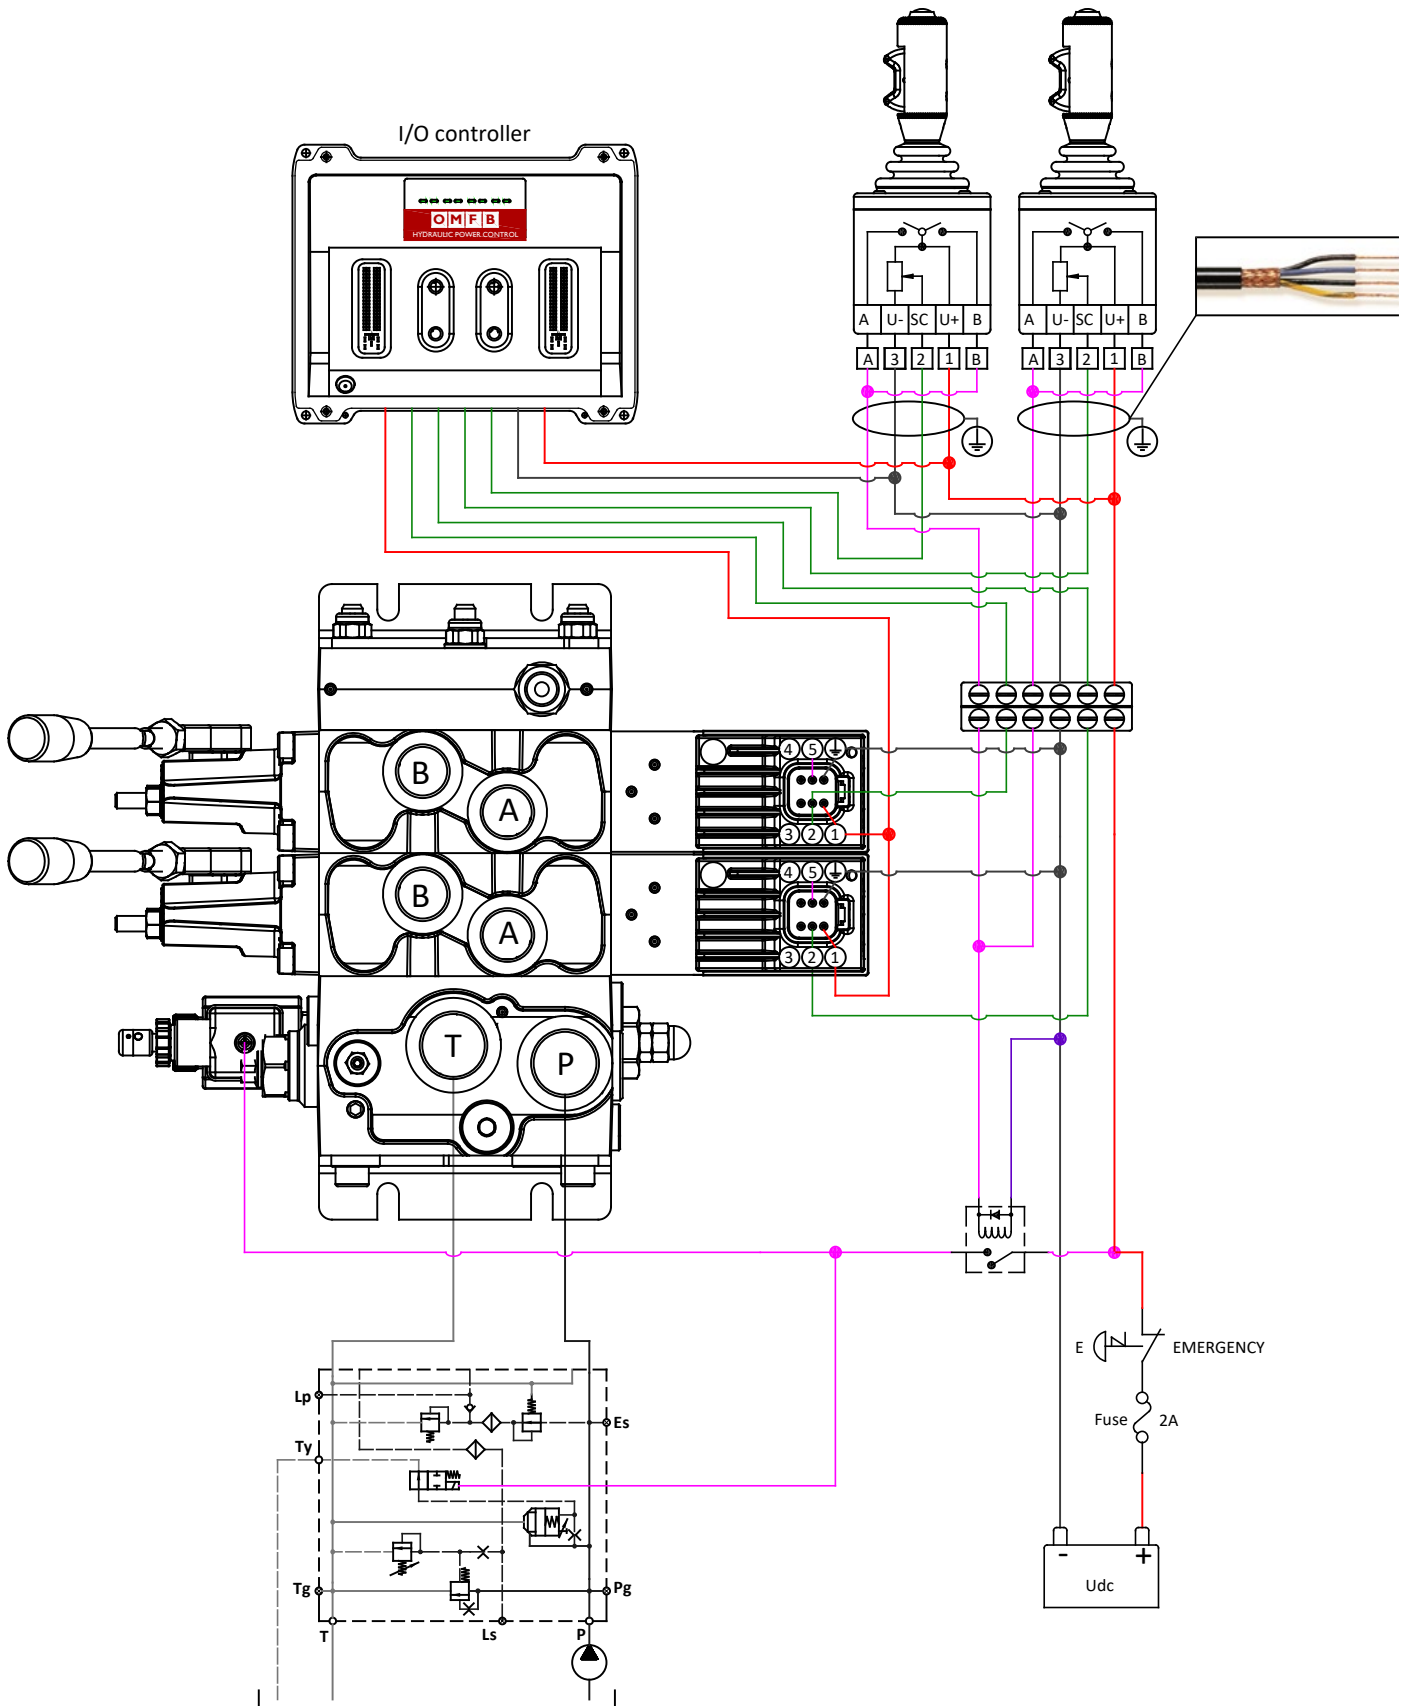 I/O controller
OMFB
HYDRAULIC POWER CONTROL
A U- SC U+ B
A U- SC U+ B
A 3 2 1 B
A 3 2 1 B
4 5
B
A
3 2 1
4 5
B
A
3 2 1
T
P
E EMERGENCY
Fuse 2A
Lp
Es
Ty
Tg
Pg
T
Ls
P
- +
Udc